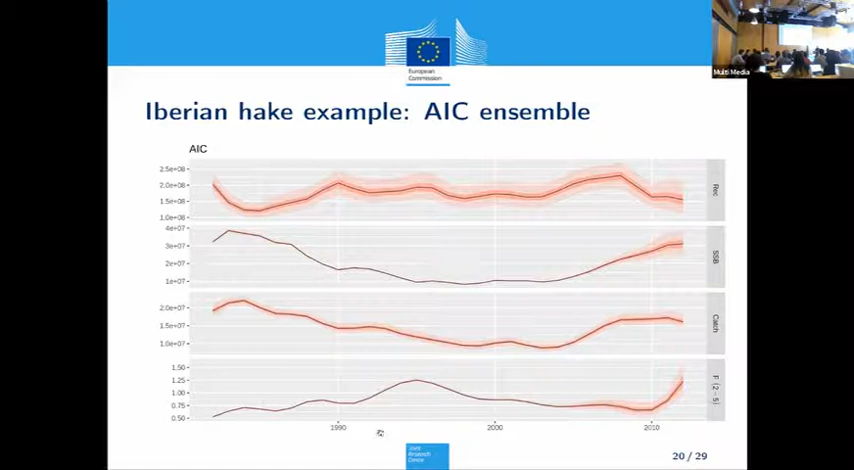 European
Commission
Multi Media
Iberian hake example: AIC ensemble
AIC
2.5e+08
2.0e+08
1.5e+08
1.0e+08
Rec
4e+07
3e+07
2e+07
1e+07
SSB
2.0e+07
1.5e+07
1.0e+07
Catch
1.50
1.25
1.00
0.75
0.50
F (2-5)
1990
2000
2010
Joint
Research
Centre
20 / 29